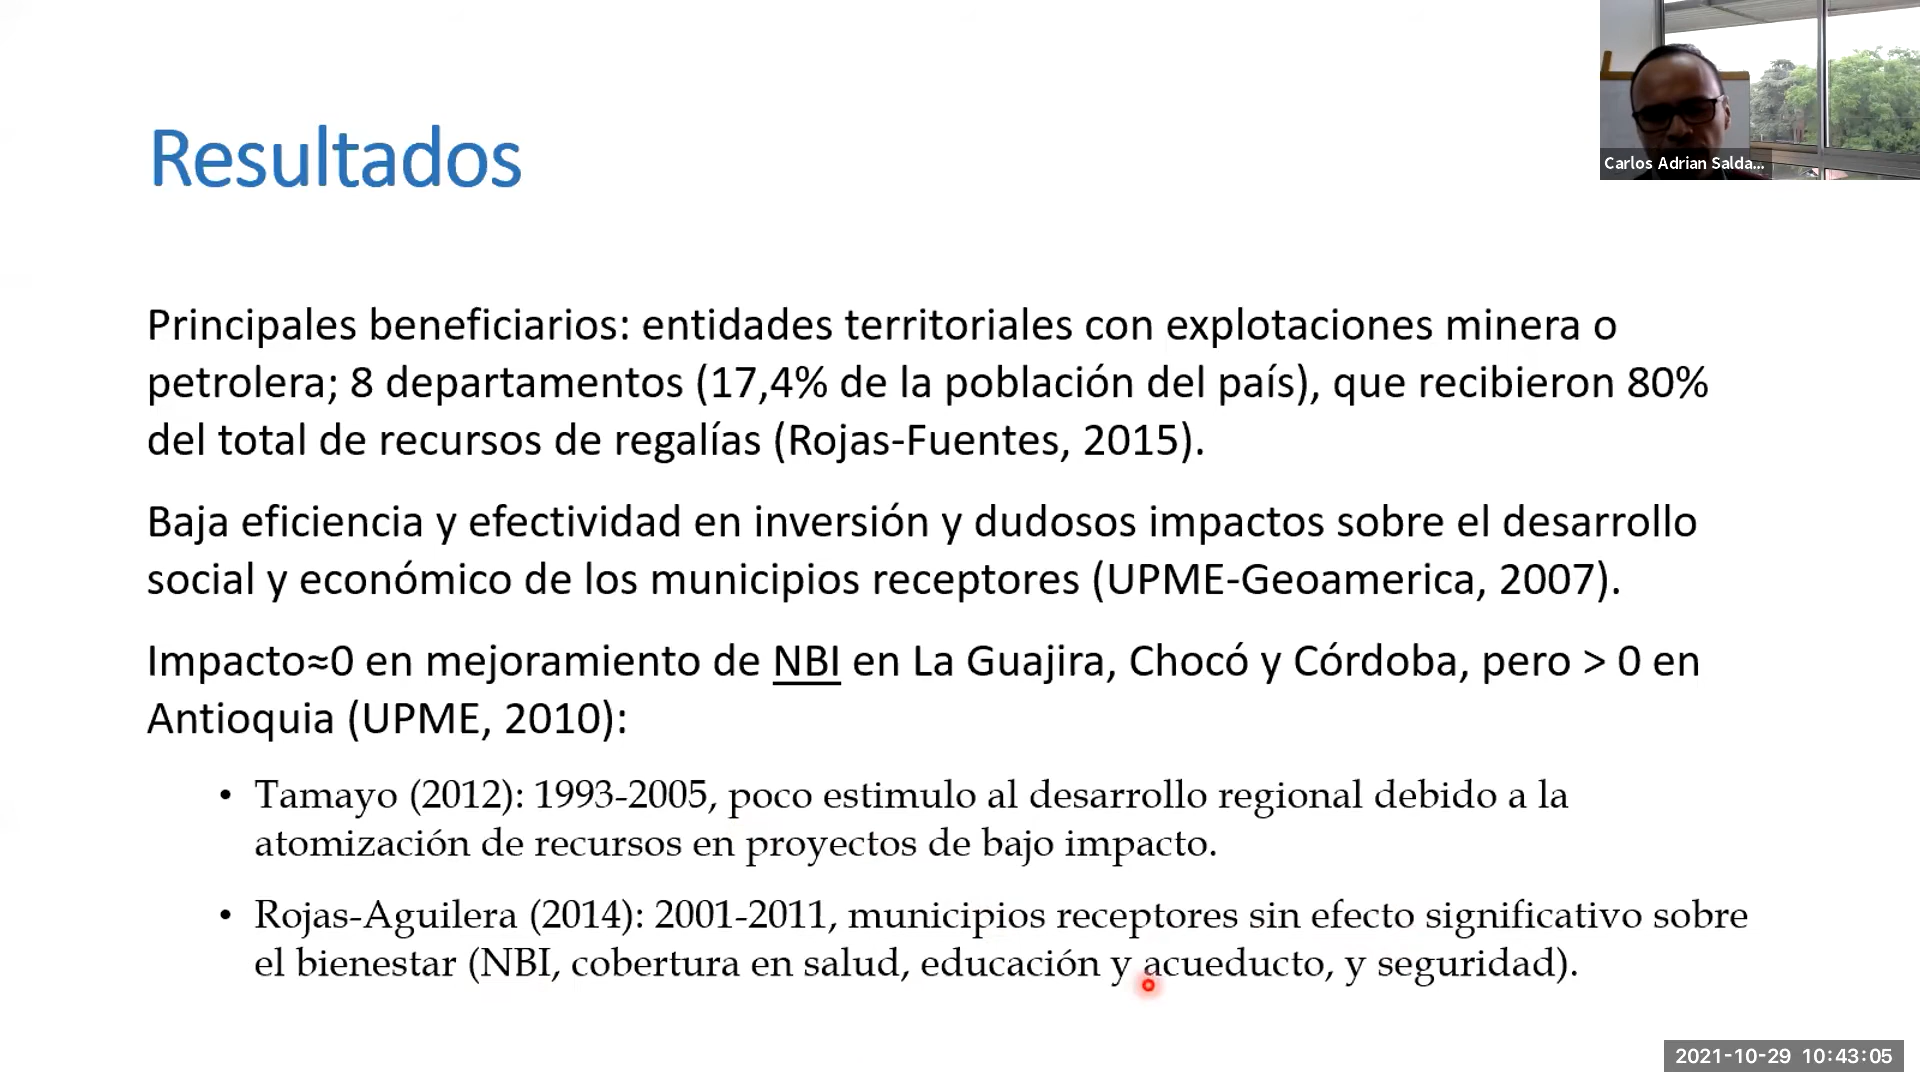 Resultados
Carlos Adrian Salda...
Principales beneficiarios: entidades territoriales con explotaciones minera o
petrolera; 8 departamentos (17,4% de la población del país), que recibieron 80%
del total de recursos de regalías (Rojas-Fuentes, 2015).
Baja eficiencia y efectividad en inversión y dudosos impactos sobre el desarrollo
social y económico de los municipios receptores (UPME-Geoamerica, 2007).
Impacto≈0 en mejoramiento de NBI en La Guajira, Chocó y Córdoba, pero > 0 en
Antioquia (UPME, 2010):
• Tamayo (2012): 1993-2005, poco estimulo al desarrollo regional debido a la
atomización de recursos en proyectos de bajo impacto.
• Rojas-Aguilera (2014): 2001-2011, municipios receptores sin efecto significativo sobre
el bienestar (NBI, cobertura en salud, educación y acueducto, y seguridad).
2021-10-29 10:43:05